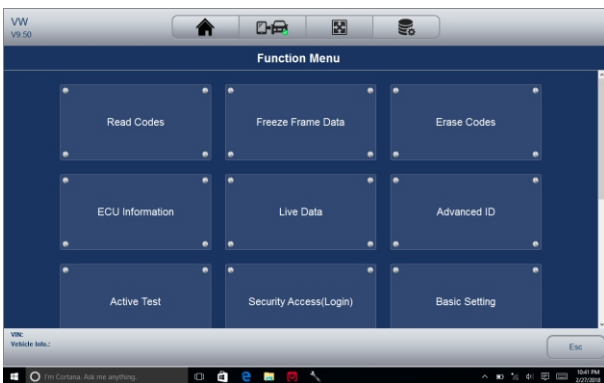 VW
V9.50
Function Menu
Read Codes
Freeze Frame Data
Erase Codes
ECU Information
Live Data
Advanced ID
Active Test
Security Access(Login)
Basic Setting
VIN:
Vehicle Info.:
Esc
I'm Cortana. Ask me anything.
10:41 PM
2/27/2018